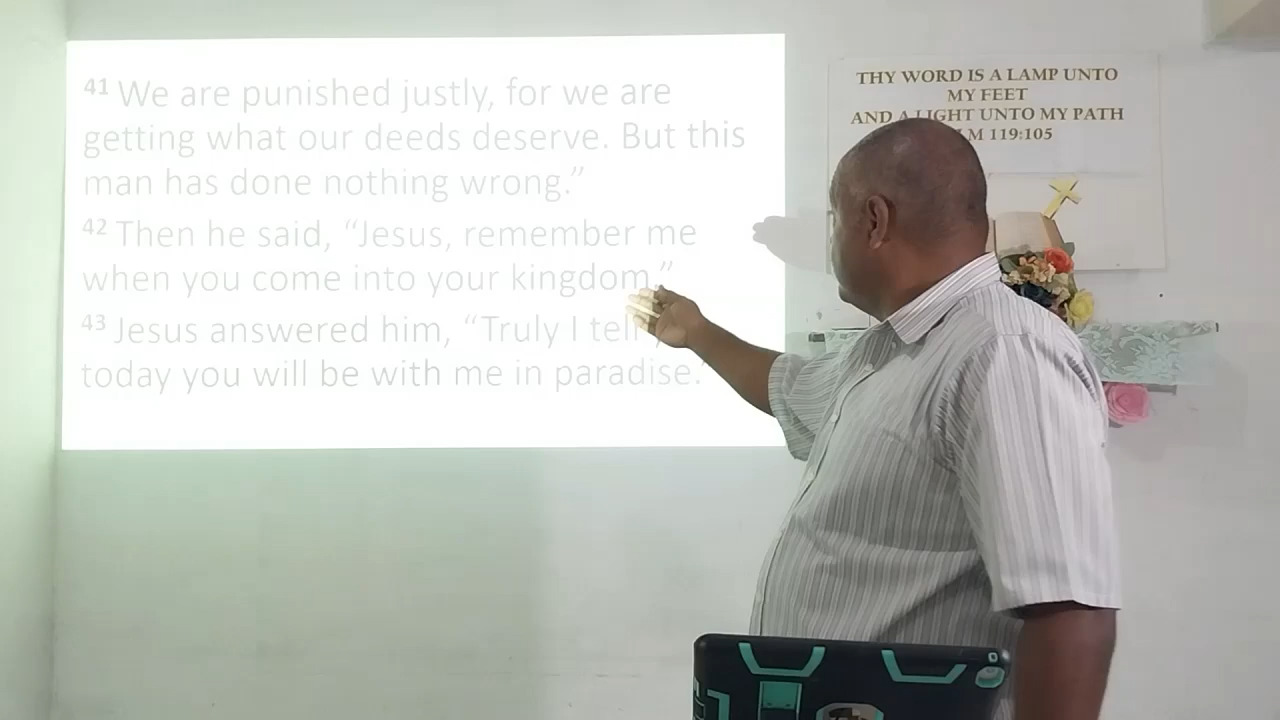 41 We are punished justly, for we are
getting what our deeds deserve. But this
man has done nothing wrong.”
42 Then he said, “Jesus, remember me
when you come into your kingdom.”
43 Jesus answered him, “Truly I tell
today you will be with me in paradise.”
THY WORD IS A LAMP UNTO
MY FEET
AND A LIGHT UNTO MY PATH
119:105